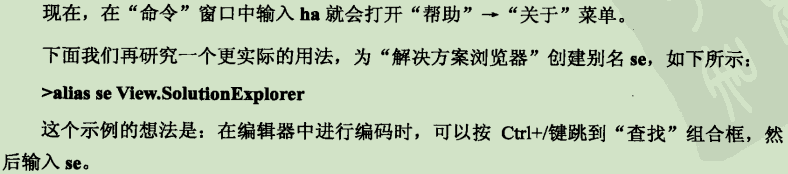 现在，在“命令”窗口中输入 ha 就会打开“帮助”→“关于”菜单。
下面我们再研究一个更实际的用法，为“解决方案浏览器”创建别名 se，如下所示：
>alias se View.SolutionExplorer
这个示例的想法是：在编辑器中进行编码时，可以按 Ctrl+/键跳到“查找”组合框，然
后输入 se。